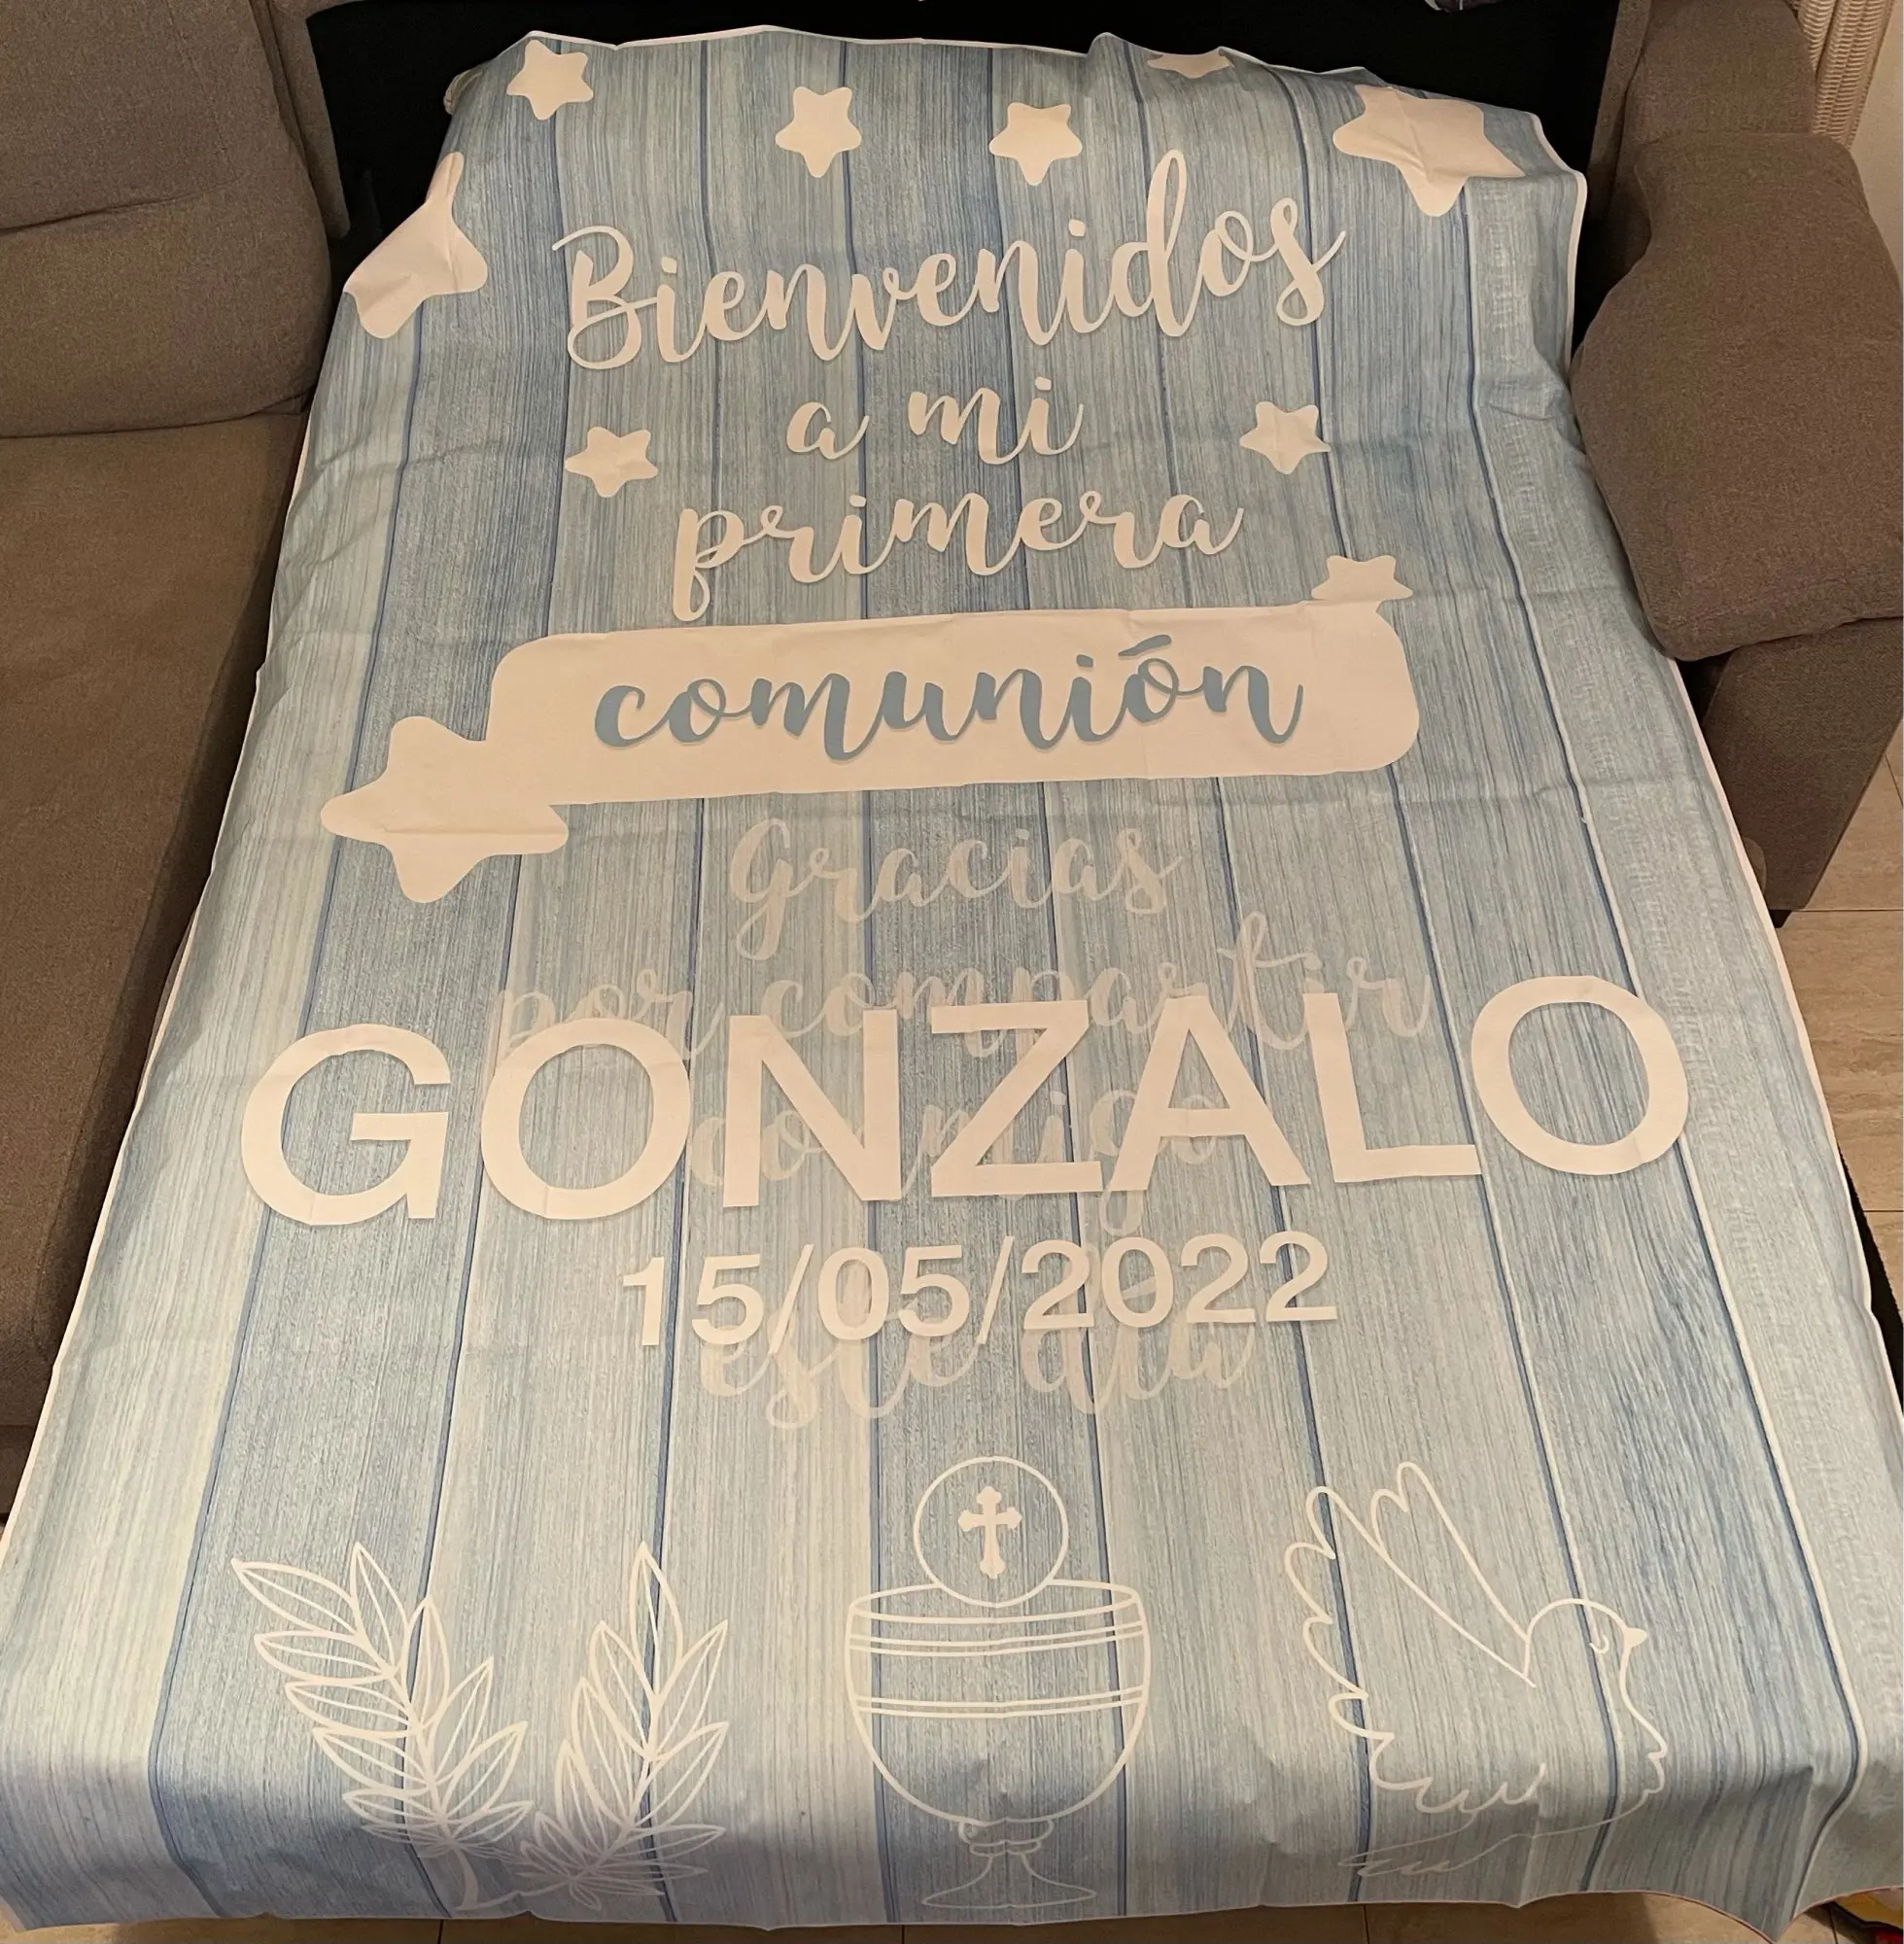 Bienvenidos
a mi
primera
comunión
Gracias
por compartir
GONZALO
conmigo
15/05/2022
este día